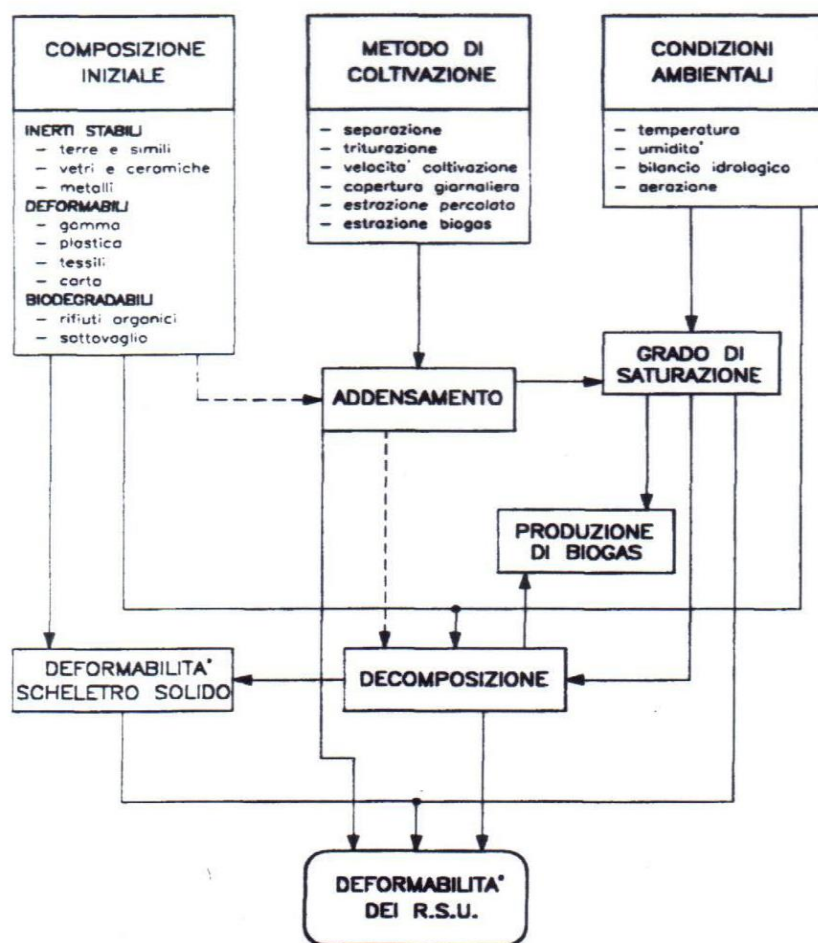 COMPOSIZIONE
INIZIALE
INERTI STABILI
– terre e simili
– vetri e ceramiche
– metalli
DEFORMABILI
– gomma
– plastica
– tessili
– carta
BIODEGRADABILI
– rifiuti organici
– sottovaglio
METODO DI
COLTIVAZIONE
– separazione
– triturazione
– velocita' coltivazione
– copertura giornaliera
– estrazione percolato
– estrazione biogas
CONDIZIONI
AMBIENTALI
– temperatura
– umidita'
– bilancio idrologico
– aerazione
GRADO DI
SATURAZIONE
ADDENSAMENTO
PRODUZIONE
DI BIOGAS
DEFORMABILITA'
SCHELETRO SOLIDO
DECOMPOSIZIONE
DEFORMABILITA'
DEI R.S.U.